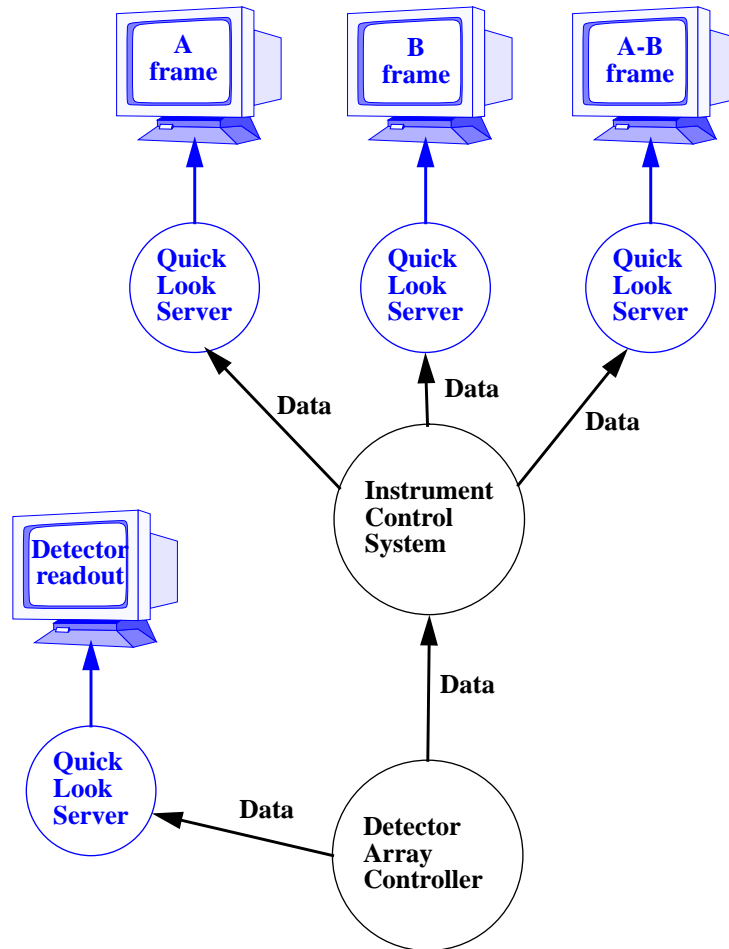 A
frame
B
frame
A-B
frame
Quick
Look
Server
Quick
Look
Server
Quick
Look
Server
Data
Data
Data
Instrument
Control
System
Detector
readout
Data
Quick
Look
Server
Data
Detector
Array
Controller